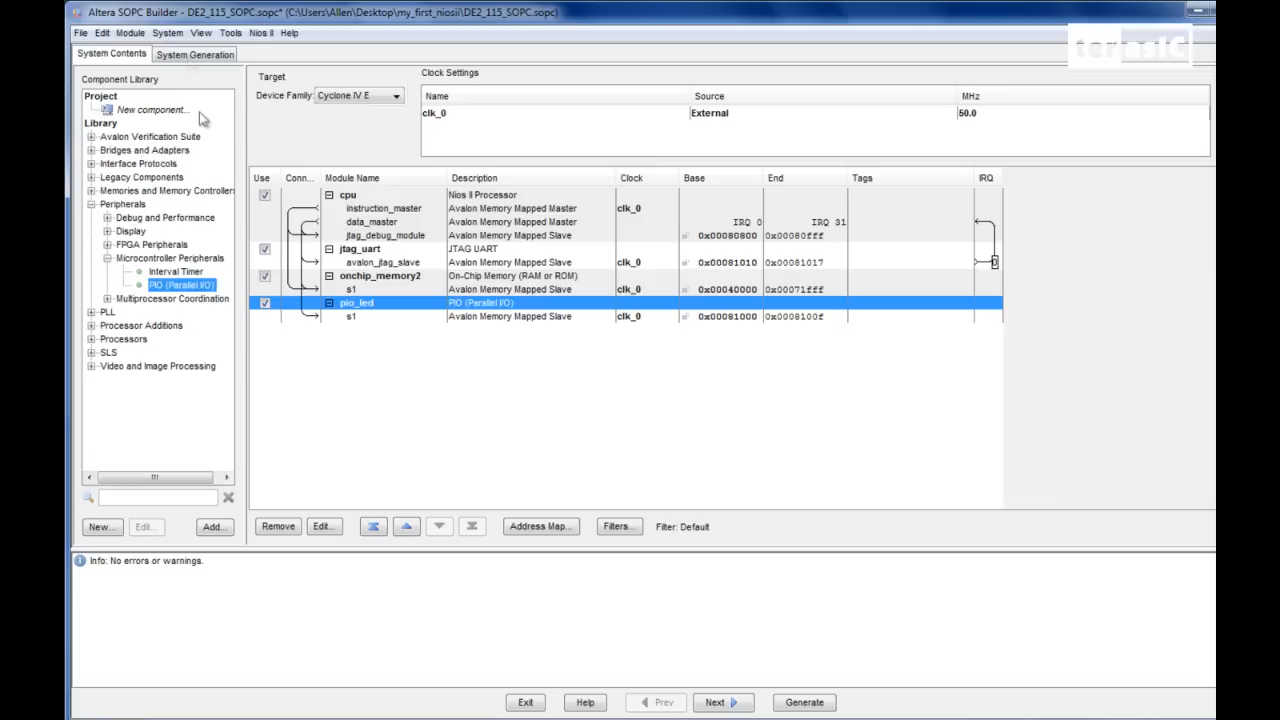 Altera SOPC Builder - DE2_115_SOPC.sopc* (C:\Users\Allen\Desktop\my_first_niosii\DE2_115_SOPC.sopc)
File Edit Module System View Tools Nios II Help
System Contents System Generation
Component Library
Project
New component...
Library
Avalon Verification Suite
Bridges and Adapters
Interface Protocols
Legacy Components
Memories and Memory Controllers
Peripherals
Debug and Performance
Display
FPGA Peripherals
Microcontroller Peripherals
Interval Timer
PIO (Parallel I/O)
Multiprocessor Coordination
PLL
Processor Additions
Processors
SLS
Video and Image Processing
New... Edit... Add...
Target
Device Family: Cyclone IV E
Clock Settings
Name Source MHz
clk_0 External 50.0
Use Conn... Module Name Description Clock Base End Tags IRQ
cpu Nios II Processor
instruction_master Avalon Memory Mapped Master clk_0
data_master Avalon Memory Mapped Master IRQ 0 IRQ 31
jtag_debug_module Avalon Memory Mapped Slave 0x00080800 0x00080fff
jtag_uart JTAG UART
avalon_jtag_slave Avalon Memory Mapped Slave clk_0 0x00081010 0x00081017 0
onchip_memory2 On-Chip Memory (RAM or ROM)
s1 Avalon Memory Mapped Slave clk_0 0x00040000 0x00071fff
pio_led PIO (Parallel I/O)
s1 Avalon Memory Mapped Slave clk_0 0x00081000 0x0008100f
Remove Edit... Address Map... Filters... Filter: Default
Info: No errors or warnings.
Exit Help Prev Next Generate